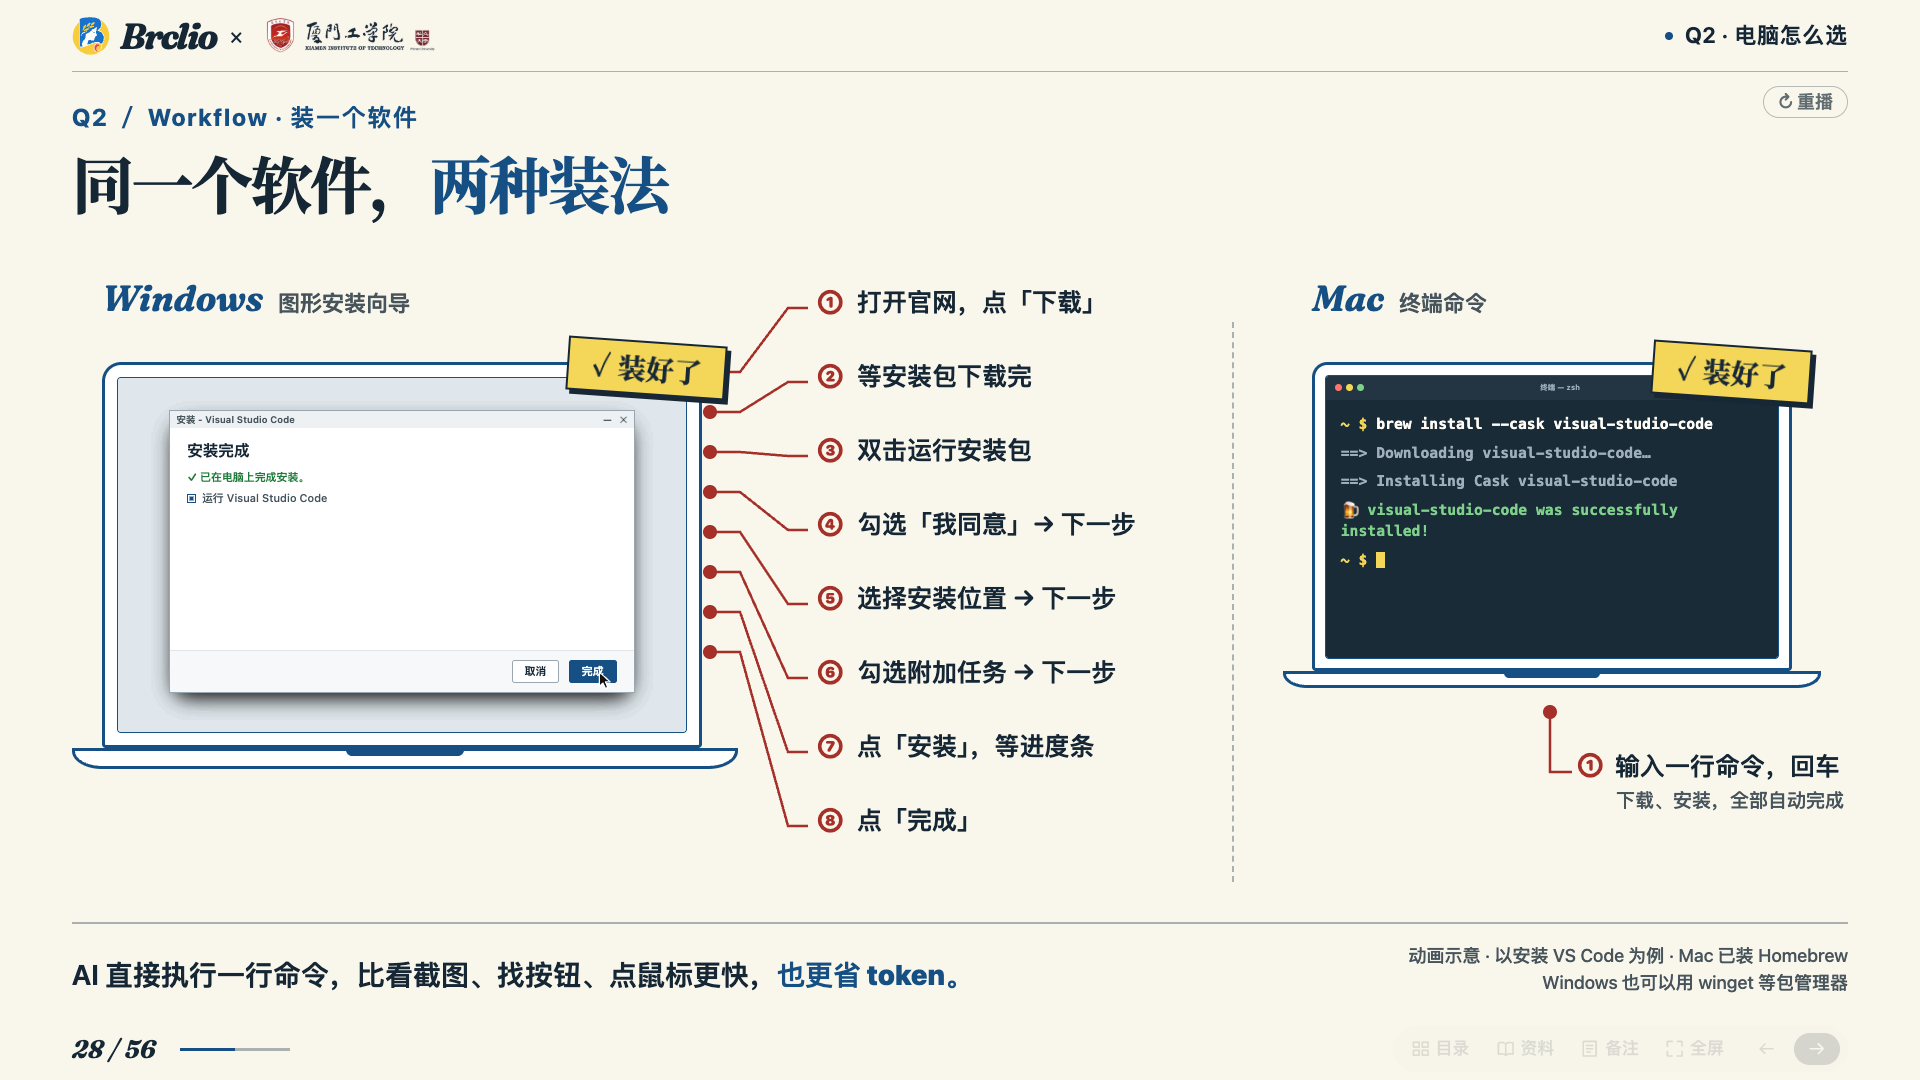 Brclio ×
厦门工学院
XIAMEN INSTITUTE OF TECHNOLOGY
Q2 · 电脑怎么选
Q2 / Workflow · 装一个软件
重播
同一个软件，两种装法
Windows 图形安装向导
✓ 装好了
安装 - Visual Studio Code
安装完成
✓ 已在电脑上完成安装。
运行 Visual Studio Code
取消
完成
1 打开官网，点「下载」
2 等安装包下载完
3 双击运行安装包
4 勾选「我同意」→ 下一步
5 选择安装位置 → 下一步
6 勾选附加任务 → 下一步
7 点「安装」，等进度条
8 点「完成」
Mac 终端命令
✓ 装好了
终端 — zsh
~ $ brew install --cask visual-studio-code
==> Downloading visual-studio-code…
==> Installing Cask visual-studio-code
🍺 visual-studio-code was successfully
installed!
~ $
1 输入一行命令，回车
下载、安装，全部自动完成
AI 直接执行一行命令，比看截图、找按钮、点鼠标更快，也更省 token。
动画示意 · 以安装 VS Code 为例 · Mac 已装 Homebrew
Windows 也可以用 winget 等包管理器
28 / 56
目录
资料
备注
全屏
← →